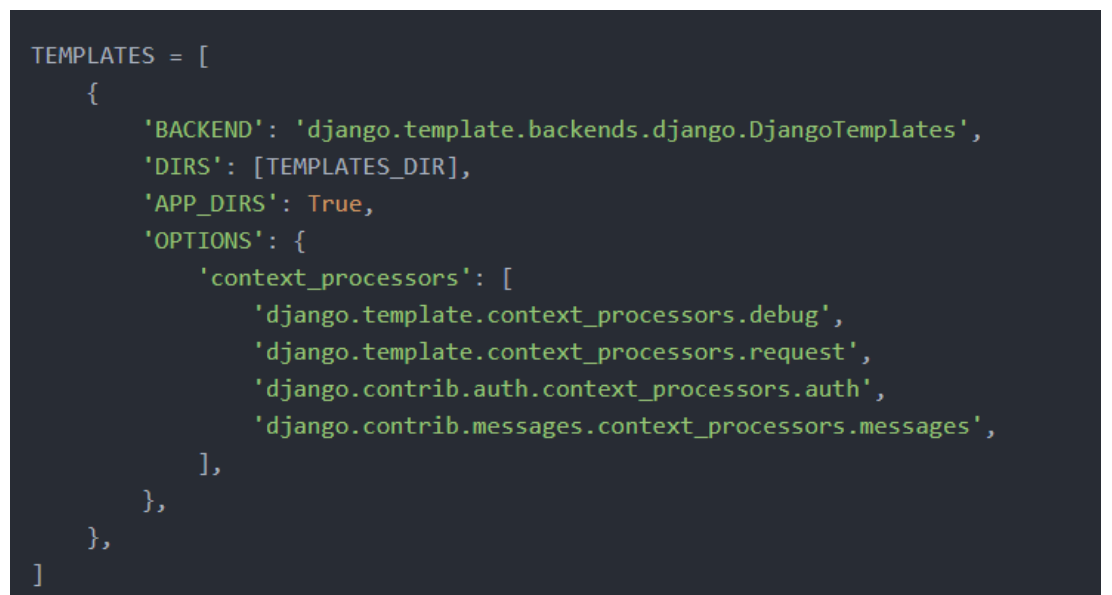 TEMPLATES = [
    {
        'BACKEND': 'django.template.backends.django.DjangoTemplates',
        'DIRS': [TEMPLATES_DIR],
        'APP_DIRS': True,
        'OPTIONS': {
            'context_processors': [
                'django.template.context_processors.debug',
                'django.template.context_processors.request',
                'django.contrib.auth.context_processors.auth',
                'django.contrib.messages.context_processors.messages',
            ],
        },
    },
]